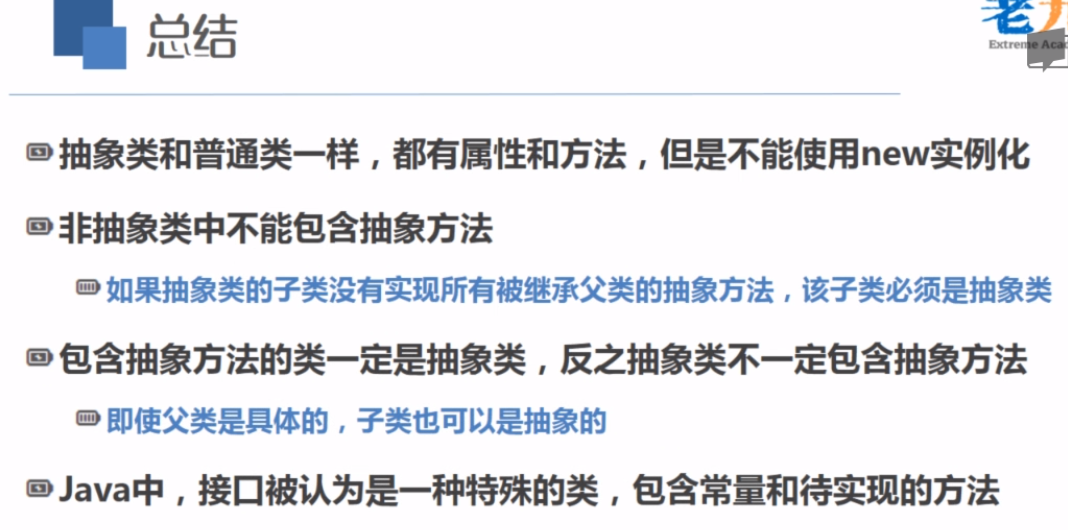 总结
老
Extreme Aca
抽象类和普通类一样，都有属性和方法，但是不能使用new实例化
非抽象类中不能包含抽象方法
如果抽象类的子类没有实现所有被继承父类的抽象方法，该子类必须是抽象类
包含抽象方法的类一定是抽象类，反之抽象类不一定包含抽象方法
即使父类是具体的，子类也可以是抽象的
Java中，接口被认为是一种特殊的类，包含常量和待实现的方法